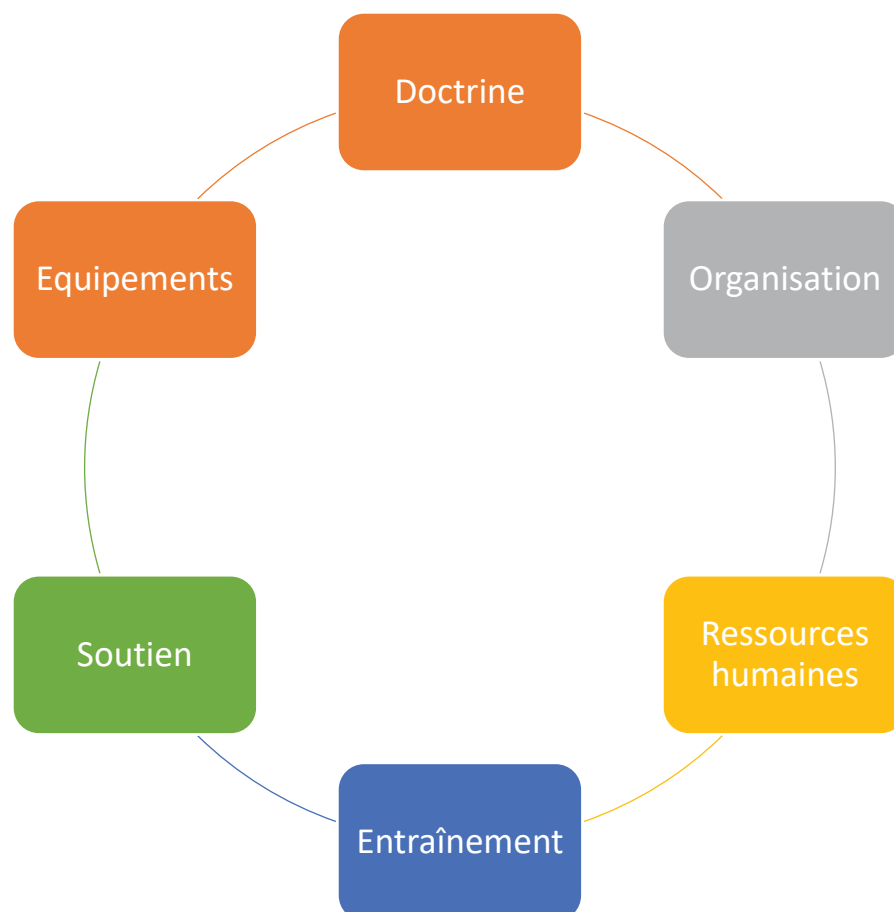 Doctrine
Equipements
Organisation
Soutien
Ressources
humaines
Entraînement